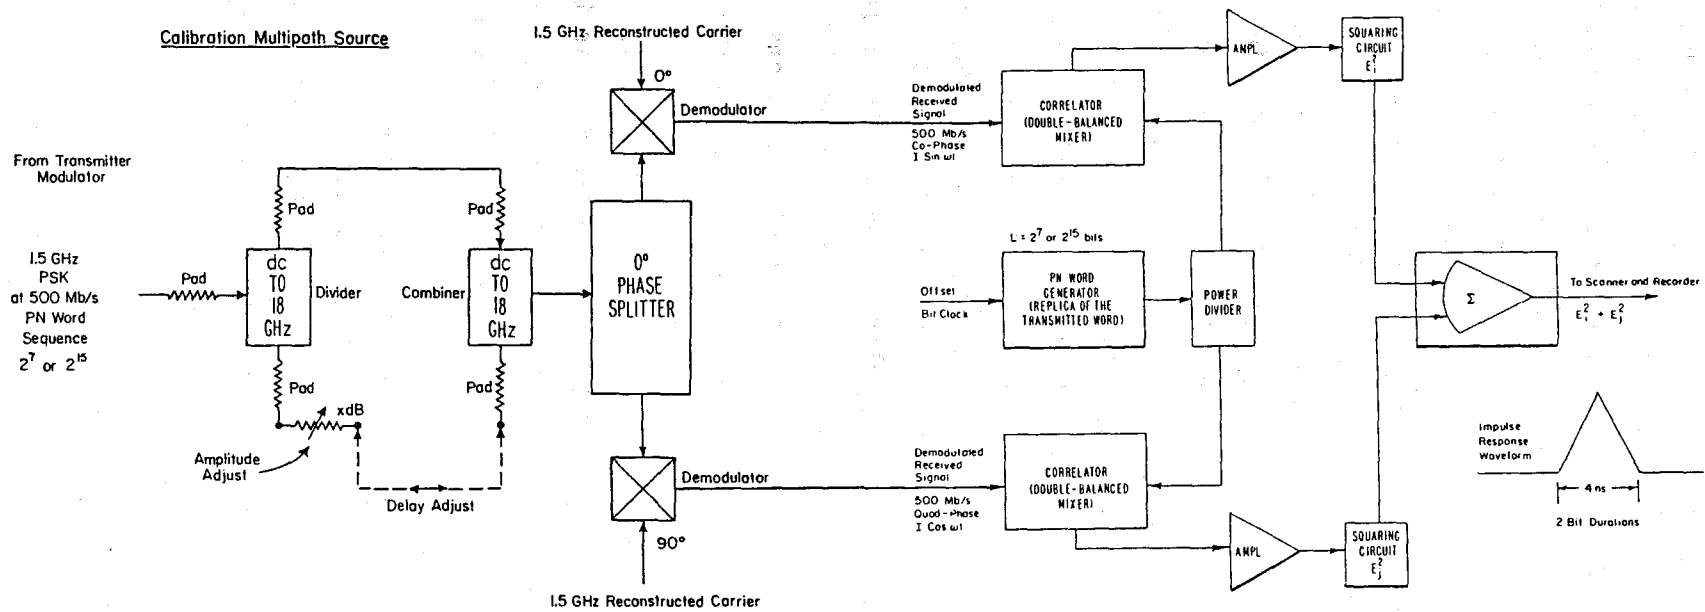 Calibration Multipath Source
From Transmitter
Modulator
1.5 GHz
PSK
at 500 Mb/s
PN Word
Sequence
2^7 or 2^15
Pad
Pad
Pad
dc
TO
18
GHz
Divider
Pad
Pad
Combiner
dc
TO
18
GHz
xdB
Amplitude
Adjust
Delay Adjust
1.5 GHz Reconstructed Carrier
0°
Demodulator
0°
PHASE
SPLITTER
Demodulator
90°
1.5 GHz Reconstructed Carrier
Demodulated
Received
Signal
500 Mb/s
Co-Phase
I Sin ωt
CORRELATOR
(DOUBLE-BALANCED
MIXER)
AMPL
SQUARING
CIRCUIT
E_i^2
L = 2^7 or 2^15 bits
Offset
Bit Clock
PN WORD
GENERATOR
(REPLICA OF THE
TRANSMITTED WORD)
POWER
DIVIDER
Σ
To Scanner and Recorder
E_i^2 + E_j^2
Demodulated
Received
Signal
500 Mb/s
Quad-Phase
I Cos ωt
CORRELATOR
(DOUBLE-BALANCED
MIXER)
AMPL
SQUARING
CIRCUIT
E_j^2
Impulse
Response
Waveform
4 ns
2 Bit Durations